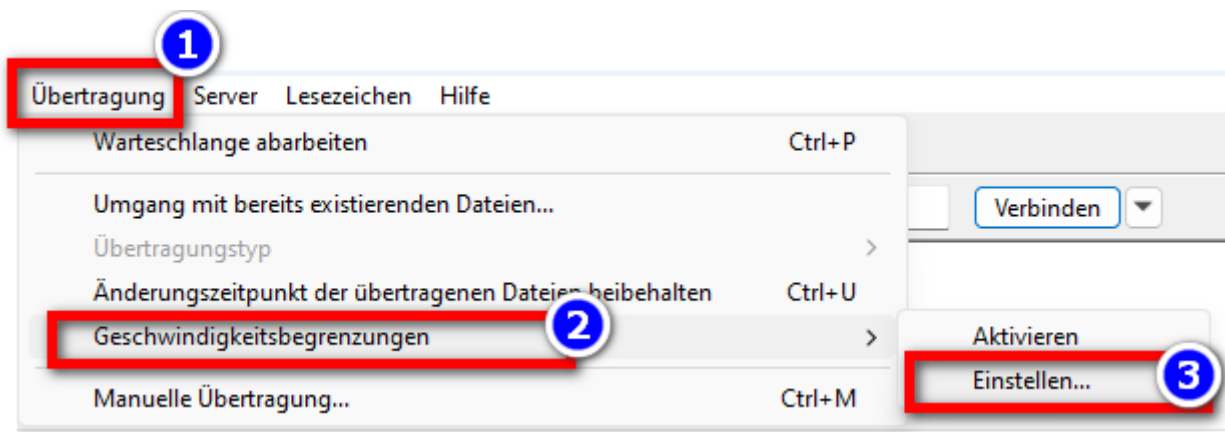 1
Übertragung Server Lesezeichen Hilfe
Warteschlange abarbeiten Ctrl+P
Umgang mit bereits existierenden Dateien...
Verbinden
Übertragungstyp
Änderungszeitpunkt der übertragenen Dateien beibehalten Ctrl+U
Geschwindigkeitsbegrenzungen 2
Aktivieren
Einstellen... 3
Manuelle Übertragung... Ctrl+M